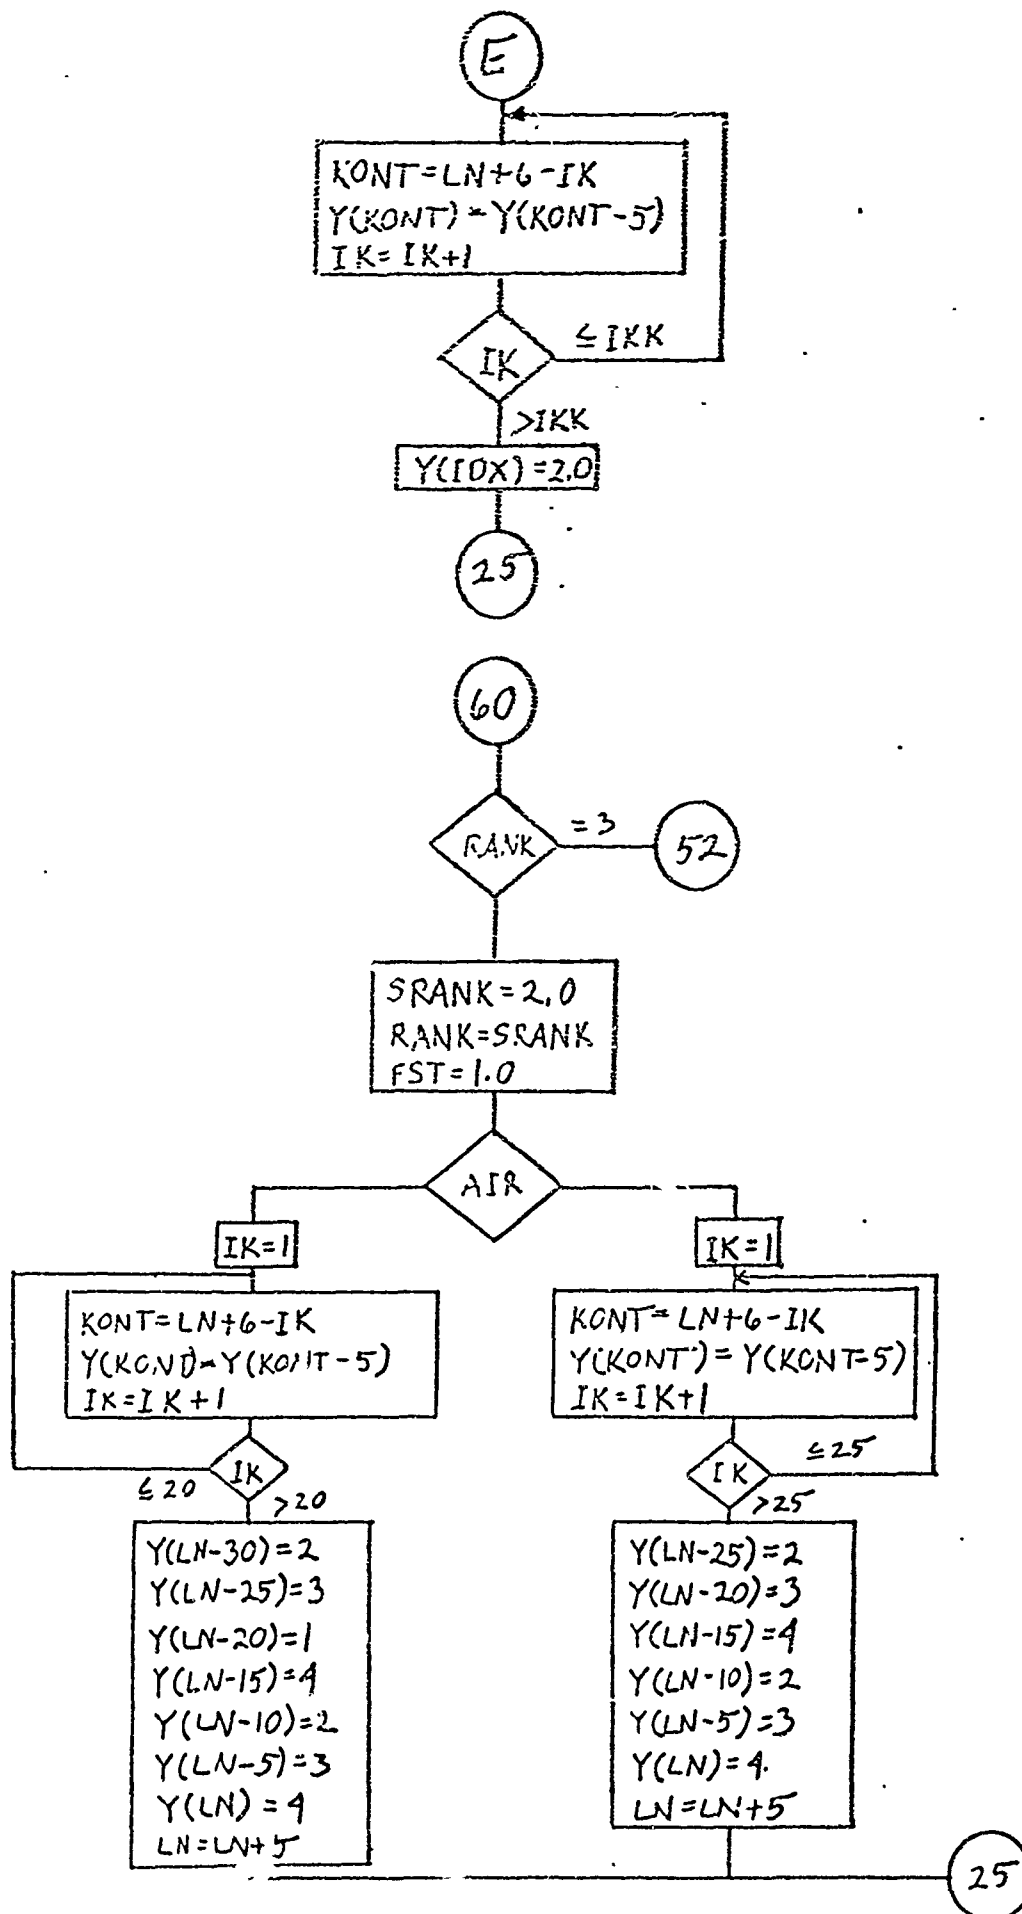 E
KONT=LN+6-IK
Y(KONT)=Y(KONT-5)
IK=IK+1
IK
≤IKK
>IKK
Y(IDX)=2.0
25
60
RANK
=3
52
SRANK=2.0
RANK=SRANK
FST=1.0
AIR
IK=1
KONT=LN+6-IK
Y(KONT)=Y(KONT-5)
IK=IK+1
IK
≤20
>20
Y(LN-30)=2
Y(LN-25)=3
Y(LN-20)=1
Y(LN-15)=4
Y(LN-10)=2
Y(LN-5)=3
Y(LN)=4
LN=LN+5
IK=1
KONT=LN+6-IK
Y(KONT)=Y(KONT-5)
IK=IK+1
IK
≤25
>25
Y(LN-25)=2
Y(LN-20)=3
Y(LN-15)=4
Y(LN-10)=2
Y(LN-5)=3
Y(LN)=4.
LN=LN+5
25